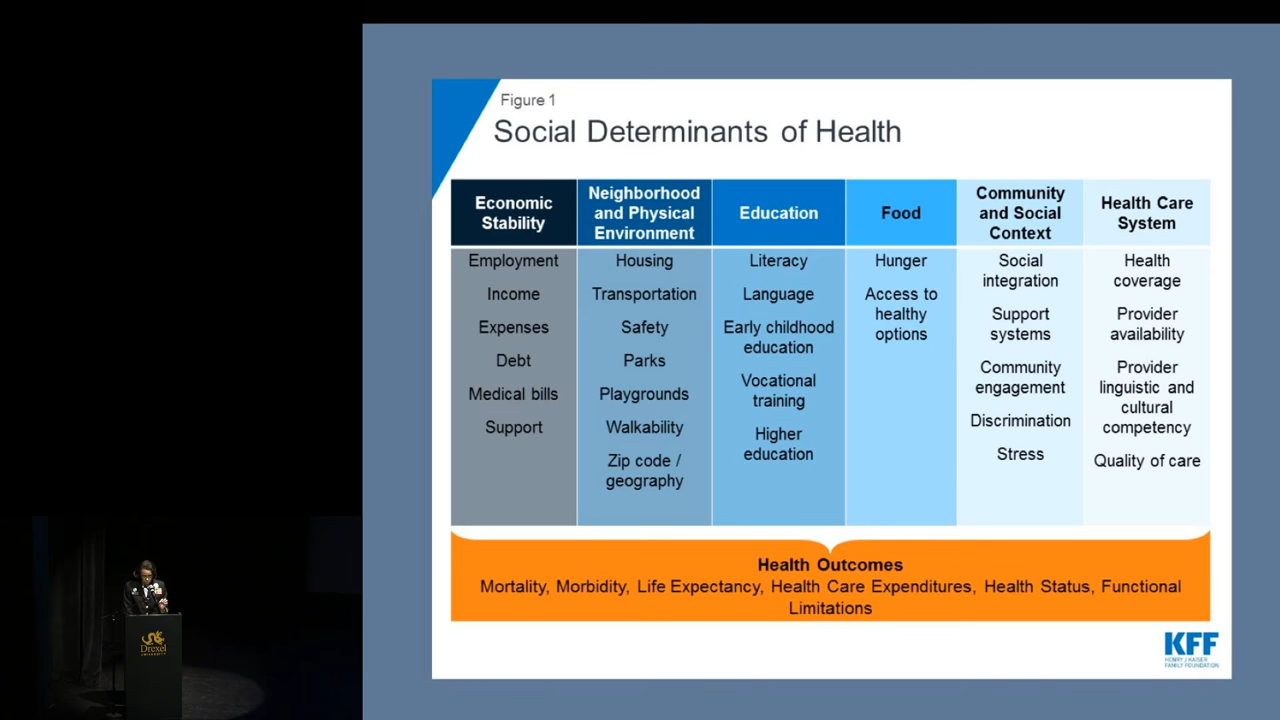 Figure 1
Social Determinants of Health
Economic
Stability
Employment
Income
Expenses
Debt
Medical bills
Support
Neighborhood
and Physical
Environment
Housing
Transportation
Safety
Parks
Playgrounds
Walkability
Zip code /
geography
Education
Literacy
Language
Early childhood
education
Vocational
training
Higher
education
Food
Hunger
Access to
healthy
options
Community
and Social
Context
Social
integration
Support
systems
Community
engagement
Discrimination
Stress
Health Care
System
Health
coverage
Provider
availability
Provider
linguistic and
cultural
competency
Quality of care
Health Outcomes
Mortality, Morbidity, Life Expectancy, Health Care Expenditures, Health Status, Functional
Limitations
KFF
HENRY J KAISER
FAMILY FOUNDATION
Drexel
UNIVERSITY